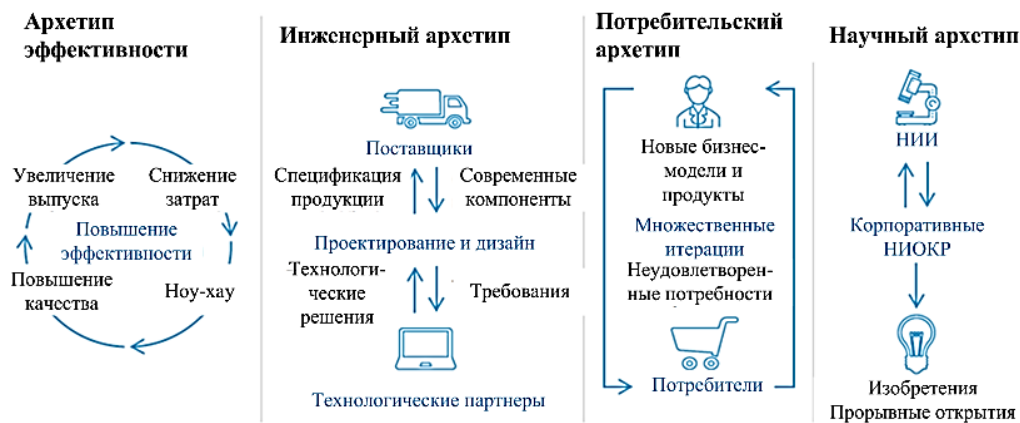 Архетип
эффективности
Увеличение
выпуска
Снижение
затрат
Повышение
эффективности
Повышение
качества
Ноу-хау
Инженерный архетип
Поставщики
Спецификация
продукции
Современные
компоненты
Проектирование и дизайн
Технологи-
ческие
решения
Требования
Технологические партнеры
Потребительский
архетип
Новые бизнес-
модели и
продукты
Множественные
итерации
Неудовлетворен-
ные потребности
Потребители
Научный архетип
НИИ
Корпоративные
НИОКР
Изобретения
Прорывные открытия